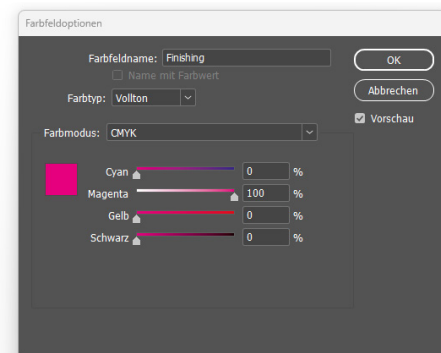 Farbfeldoptionen
Farbfeldname: Finishing
OK
Name mit Farbwert
Abbrechen
Farbtyp: Vollton
Vorschau
Farbmodus: CMYK
Cyan 0 %
Magenta 100 %
Gelb 0 %
Schwarz 0 %